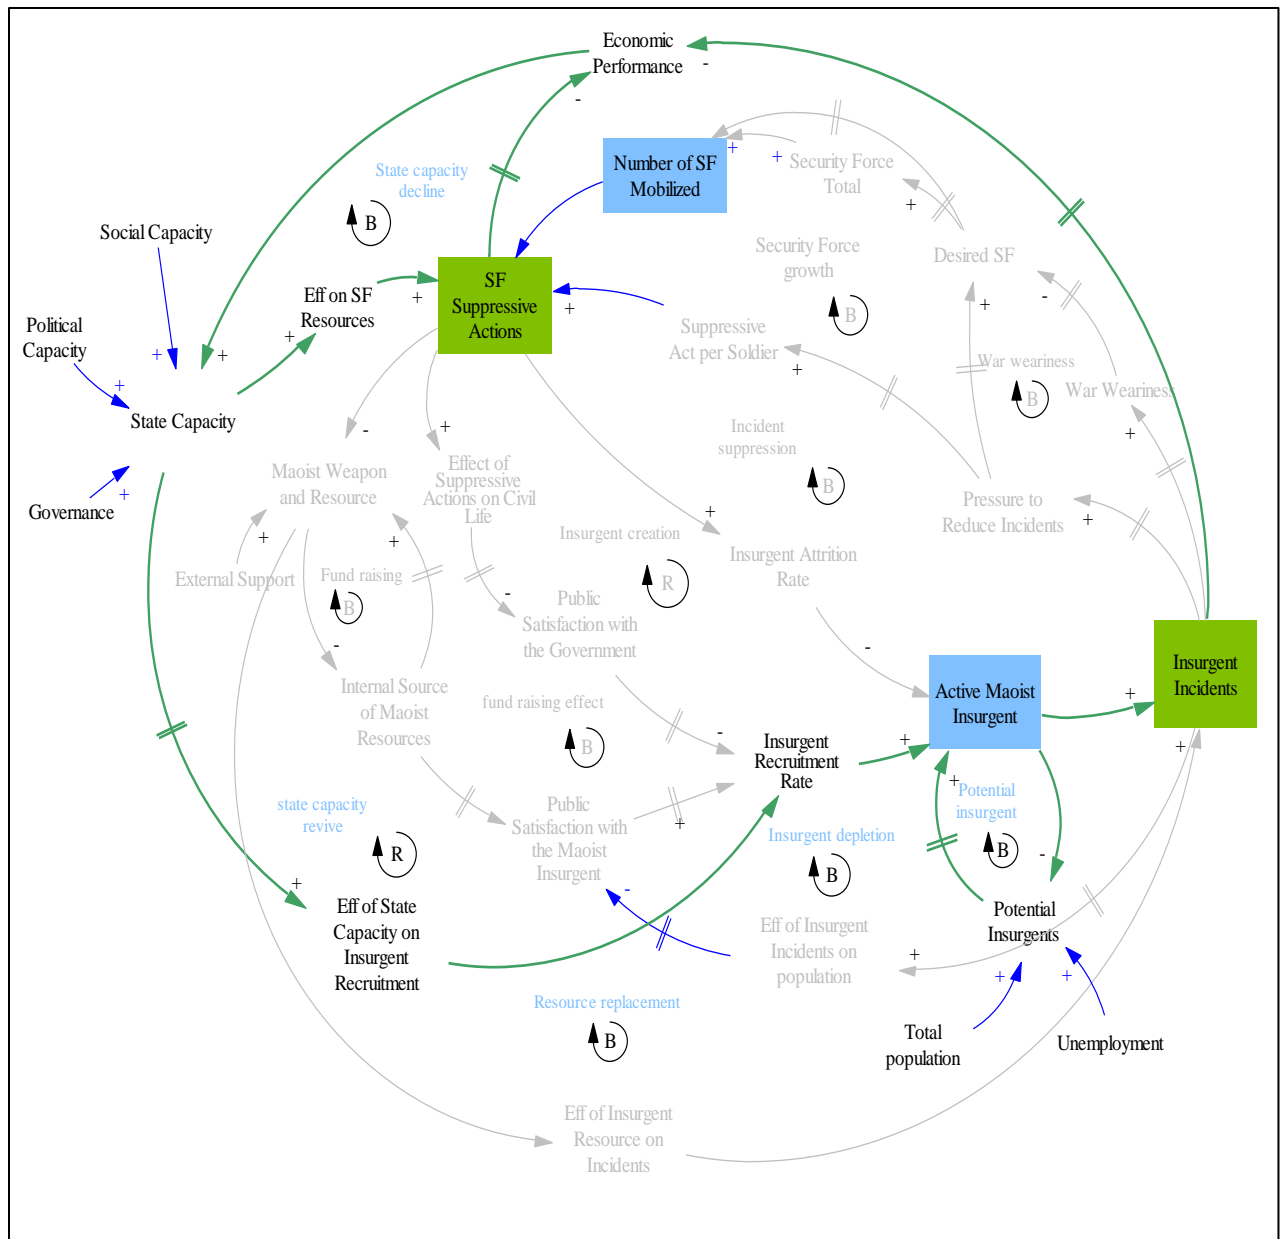 Economic
Performance
-
-
State capacity
decline
B
Number of SF
Mobilized
+
+
Security Force
Total
+
Social Capacity
Security Force
growth
B
Desired SF
-
+
SF
Suppressive
Actions
+
+
Eff on SF
Resources
+
Political
Capacity
+
+
+
Suppressive
Act per Soldier
+
War weariness
B
War Weariness
+
State Capacity
-
+
Incident
suppression
B
Maoist Weapon
and Resource
Effect of
Suppressive
Actions on Civil
Life
Pressure to
Reduce Incidents
+
Governance
+
+
+
+
Insurgent creation
R
Insurgent Attrition
Rate
External Support
Fund raising
B
-
Public
Satisfaction with
the Government
-
-
Internal Source
of Maoist
Resources
fund raising effect
B
Active Maoist
Insurgent
+
Insurgent
Incidents
+
-
+
Insurgent
Recruitment
Rate
+
Potential
insurgent
B
-
state capacity
revive
R
Public
Satisfaction with
the Maoist
Insurgent
+
Insurgent depletion
B
-
+
Eff of State
Capacity on
Insurgent
Recruitment
Eff of Insurgent
Incidents on
population
+
Potential
Insurgents
+
+
Resource replacement
B
Total
population
Unemployment
Eff of Insurgent
Resource on
Incidents